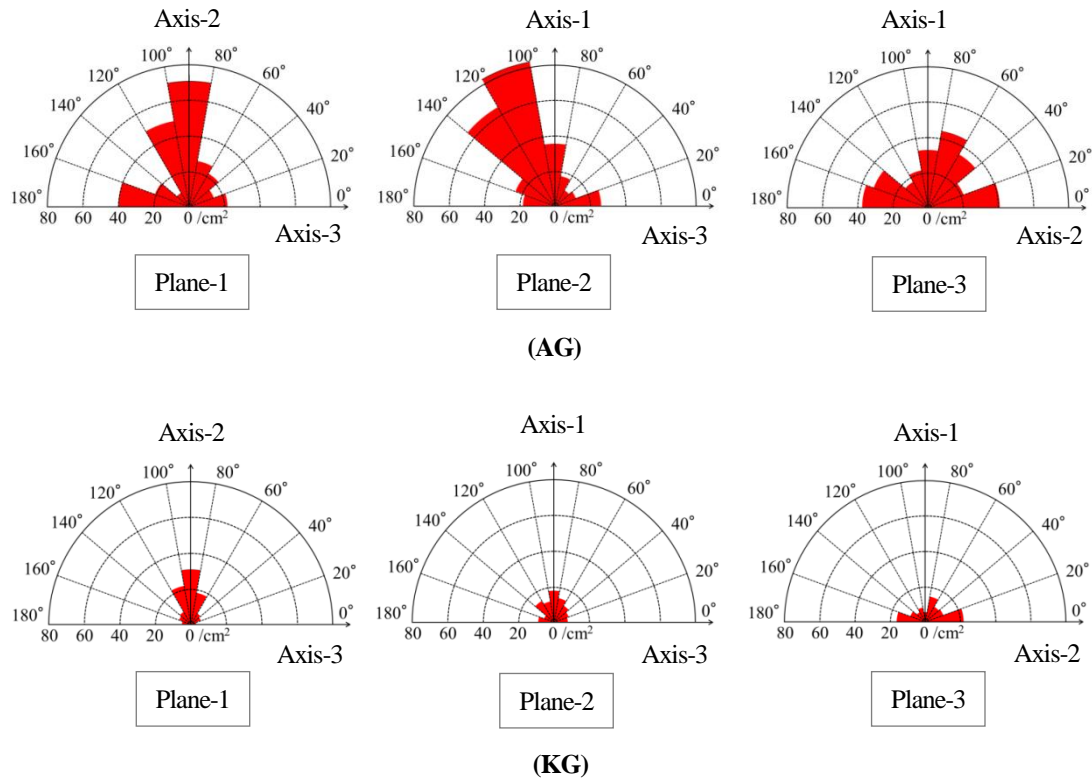 Axis-2
Axis-1
Axis-1
100˚ 80˚
120˚ 60˚
140˚ 40˚
160˚ 20˚
180˚ 0˚
80 60 40 20 0 /cm²
Axis-3
100˚ 80˚
120˚ 60˚
140˚ 40˚
160˚ 20˚
180˚ 0˚
80 60 40 20 0 /cm²
Axis-3
100˚ 80˚
120˚ 60˚
140˚ 40˚
160˚ 20˚
180˚ 0˚
80 60 40 20 0 /cm²
Axis-2
Plane-1
Plane-2
Plane-3
(AG)
Axis-2
Axis-1
Axis-1
100˚ 80˚
120˚ 60˚
140˚ 40˚
160˚ 20˚
180˚ 0˚
80 60 40 20 0 /cm²
Axis-3
100˚ 80˚
120˚ 60˚
140˚ 40˚
160˚ 20˚
180˚ 0˚
80 60 40 20 0 /cm²
Axis-3
100˚ 80˚
120˚ 60˚
140˚ 40˚
160˚ 20˚
180˚ 0˚
80 60 40 20 0 /cm²
Axis-2
Plane-1
Plane-2
Plane-3
(KG)